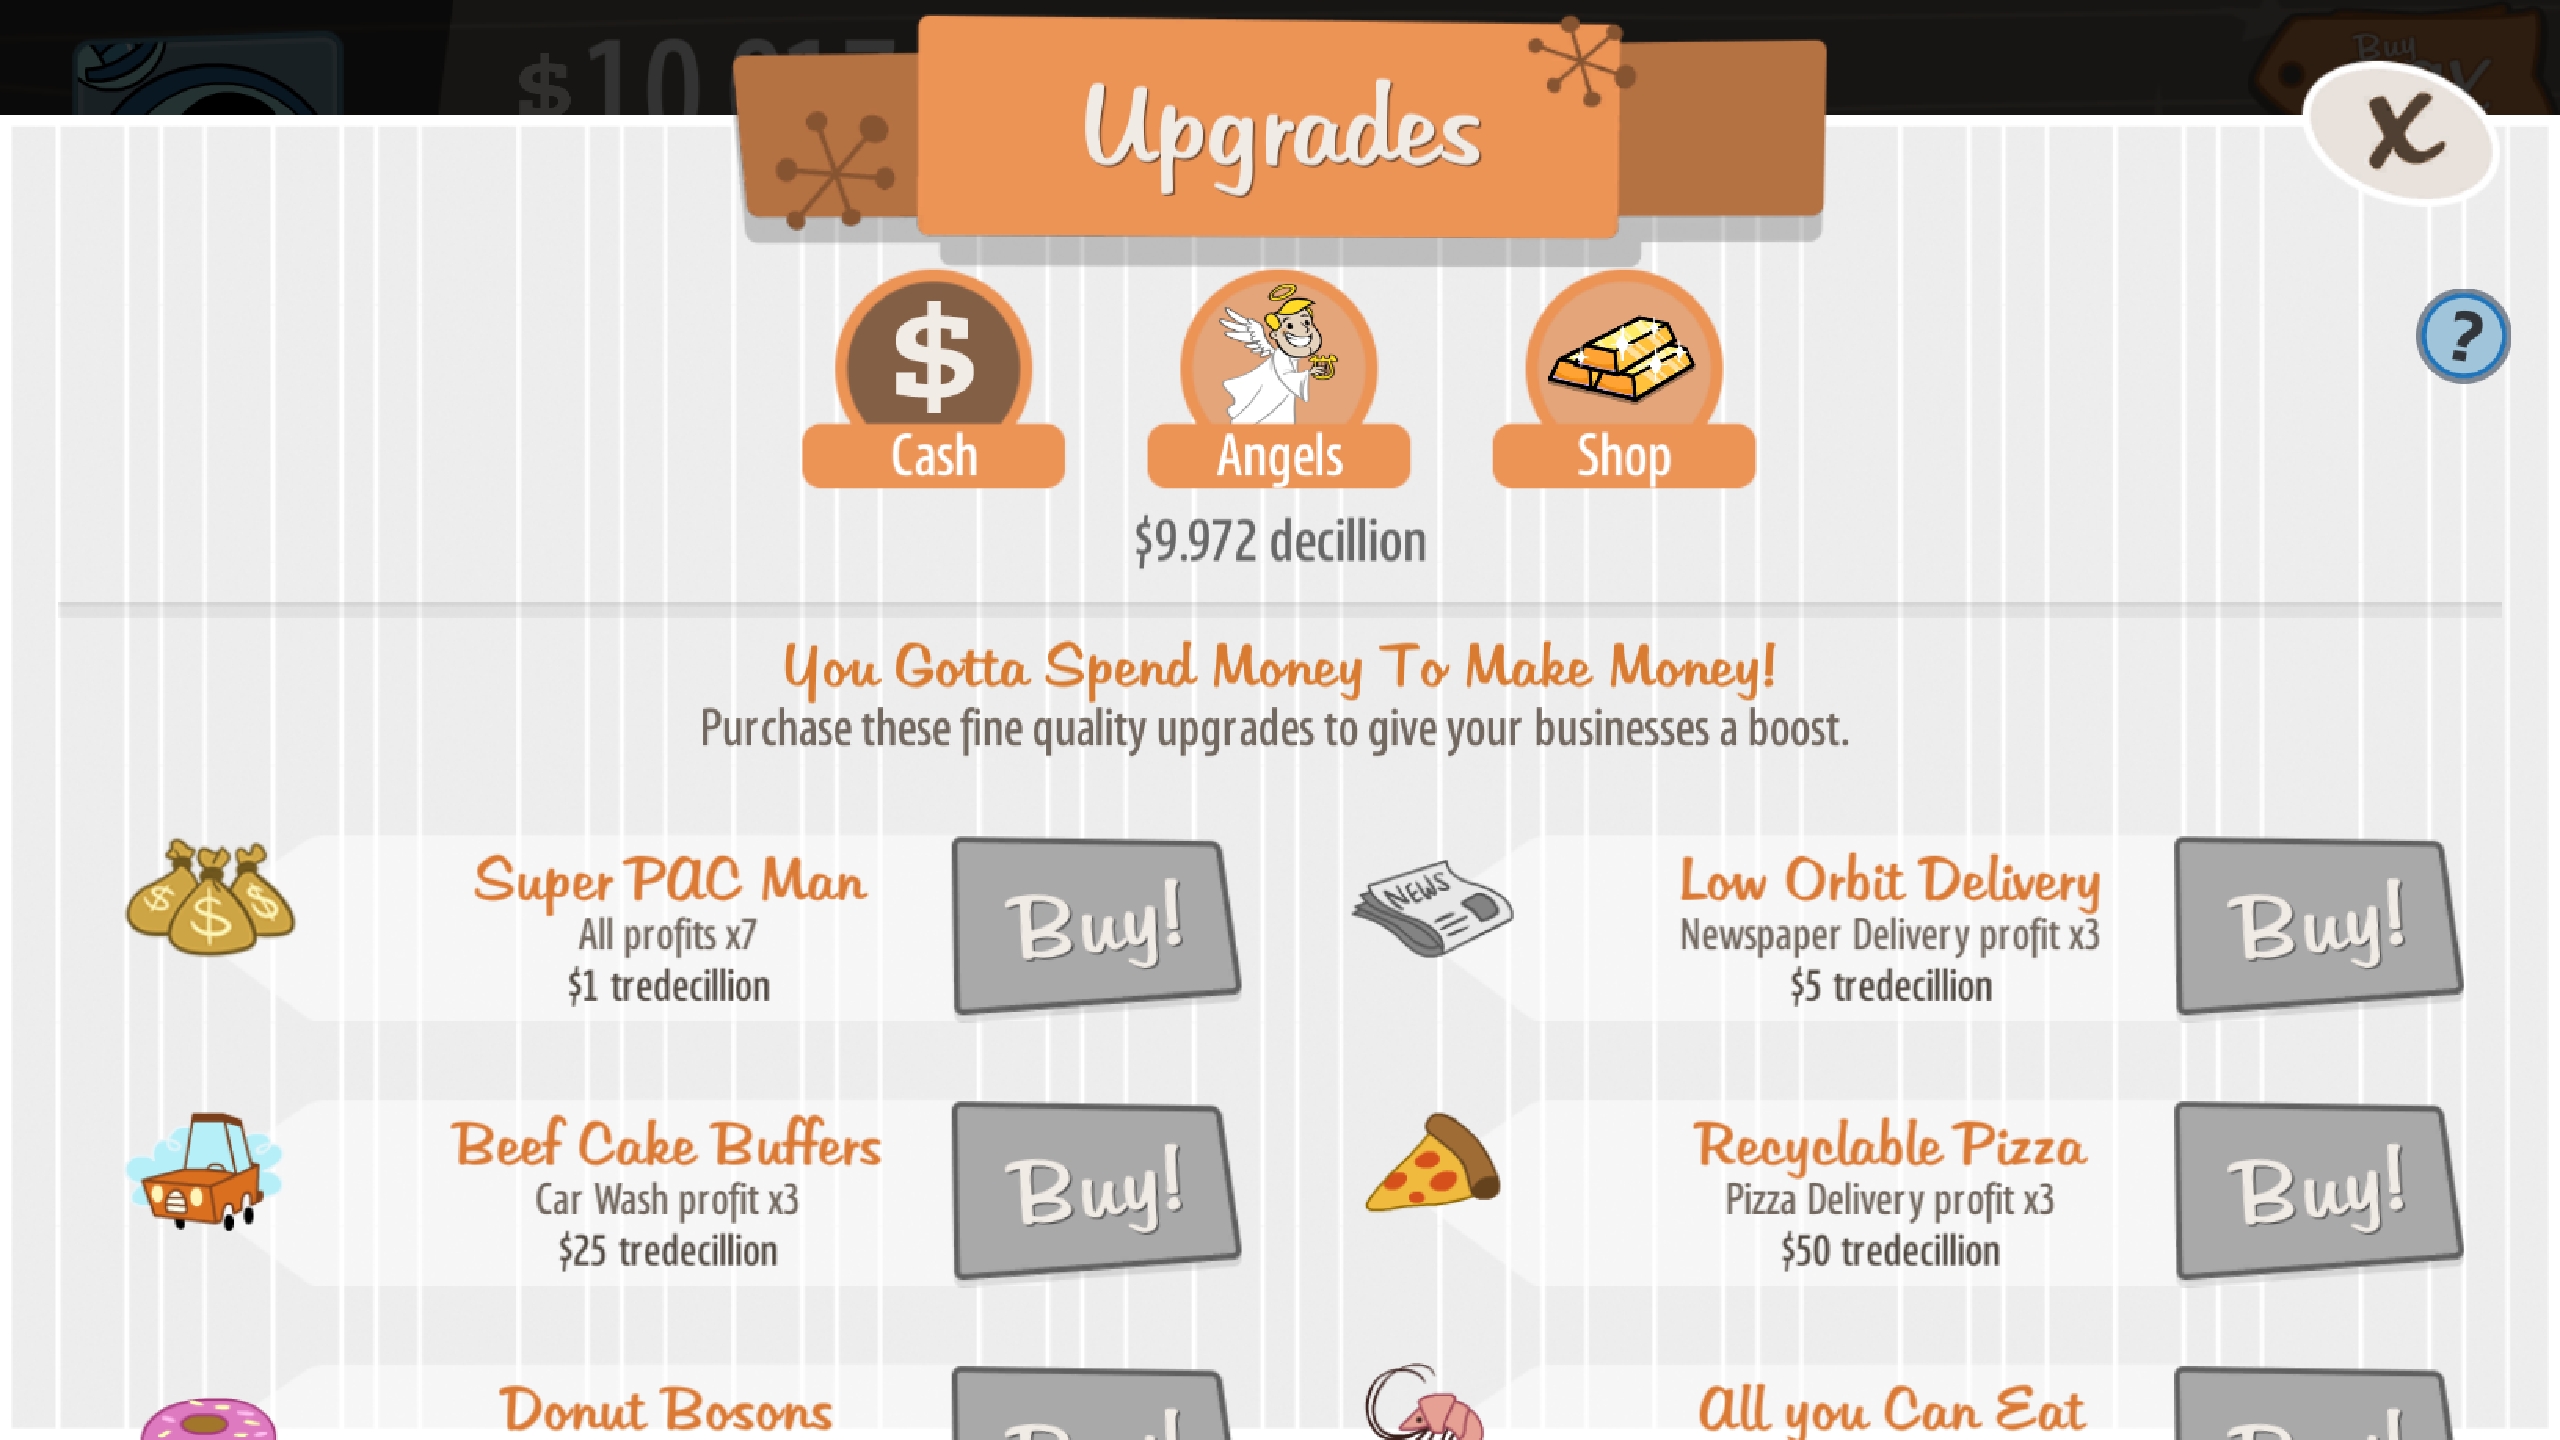 $10
Buy
Upgrades
X
$
?
Cash
Angels
Shop
$9.972 decillion
You Gotta Spend Money To Make Money!
Purchase these fine quality upgrades to give your businesses a boost.
Super PAC Man
All profits x7
$1 tredecillion
Buy!
NEWS
Low Orbit Delivery
Newspaper Delivery profit x3
$5 tredecillion
Buy!
Beef Cake Buffers
Car Wash profit x3
$25 tredecillion
Buy!
Recyclable Pizza
Pizza Delivery profit x3
$50 tredecillion
Buy!
Donut Bosons
Buy!
All you Can Eat
Buy!